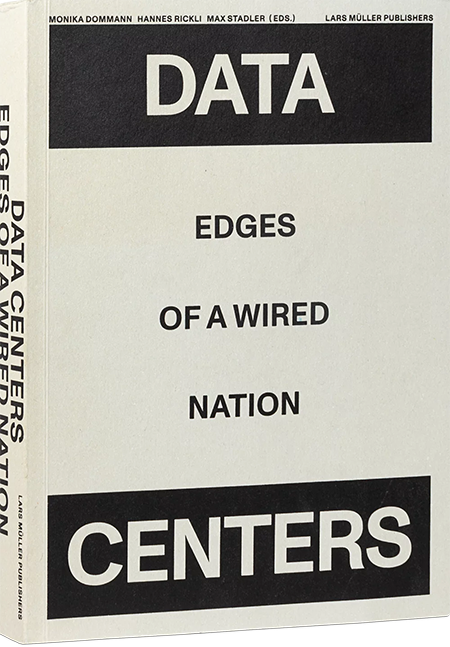 MONIKA DOMMANN HANNES RICKLI MAX STADLER (EDS.) LARS MÜLLER PUBLISHERS
DATA
EDGES
OF A WIRED
NATION
CENTERS
DATA CENTERS
EDGES OF A WIRED NATION
LARS MÜLLER PUBLISHERS